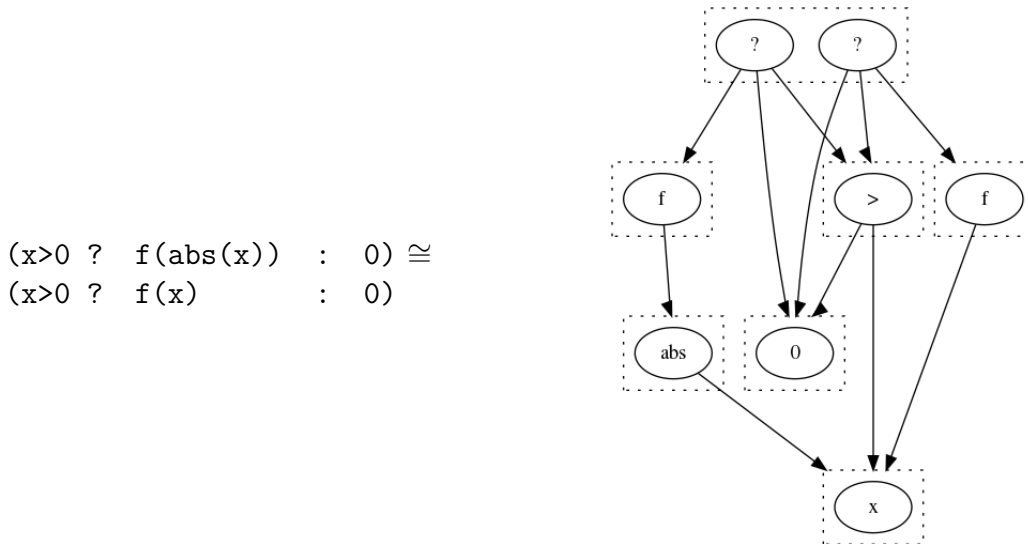 ? ?
f > f
(x>0 ? f(abs(x)) : 0) ≅
(x>0 ? f(x) : 0)
abs 0
x